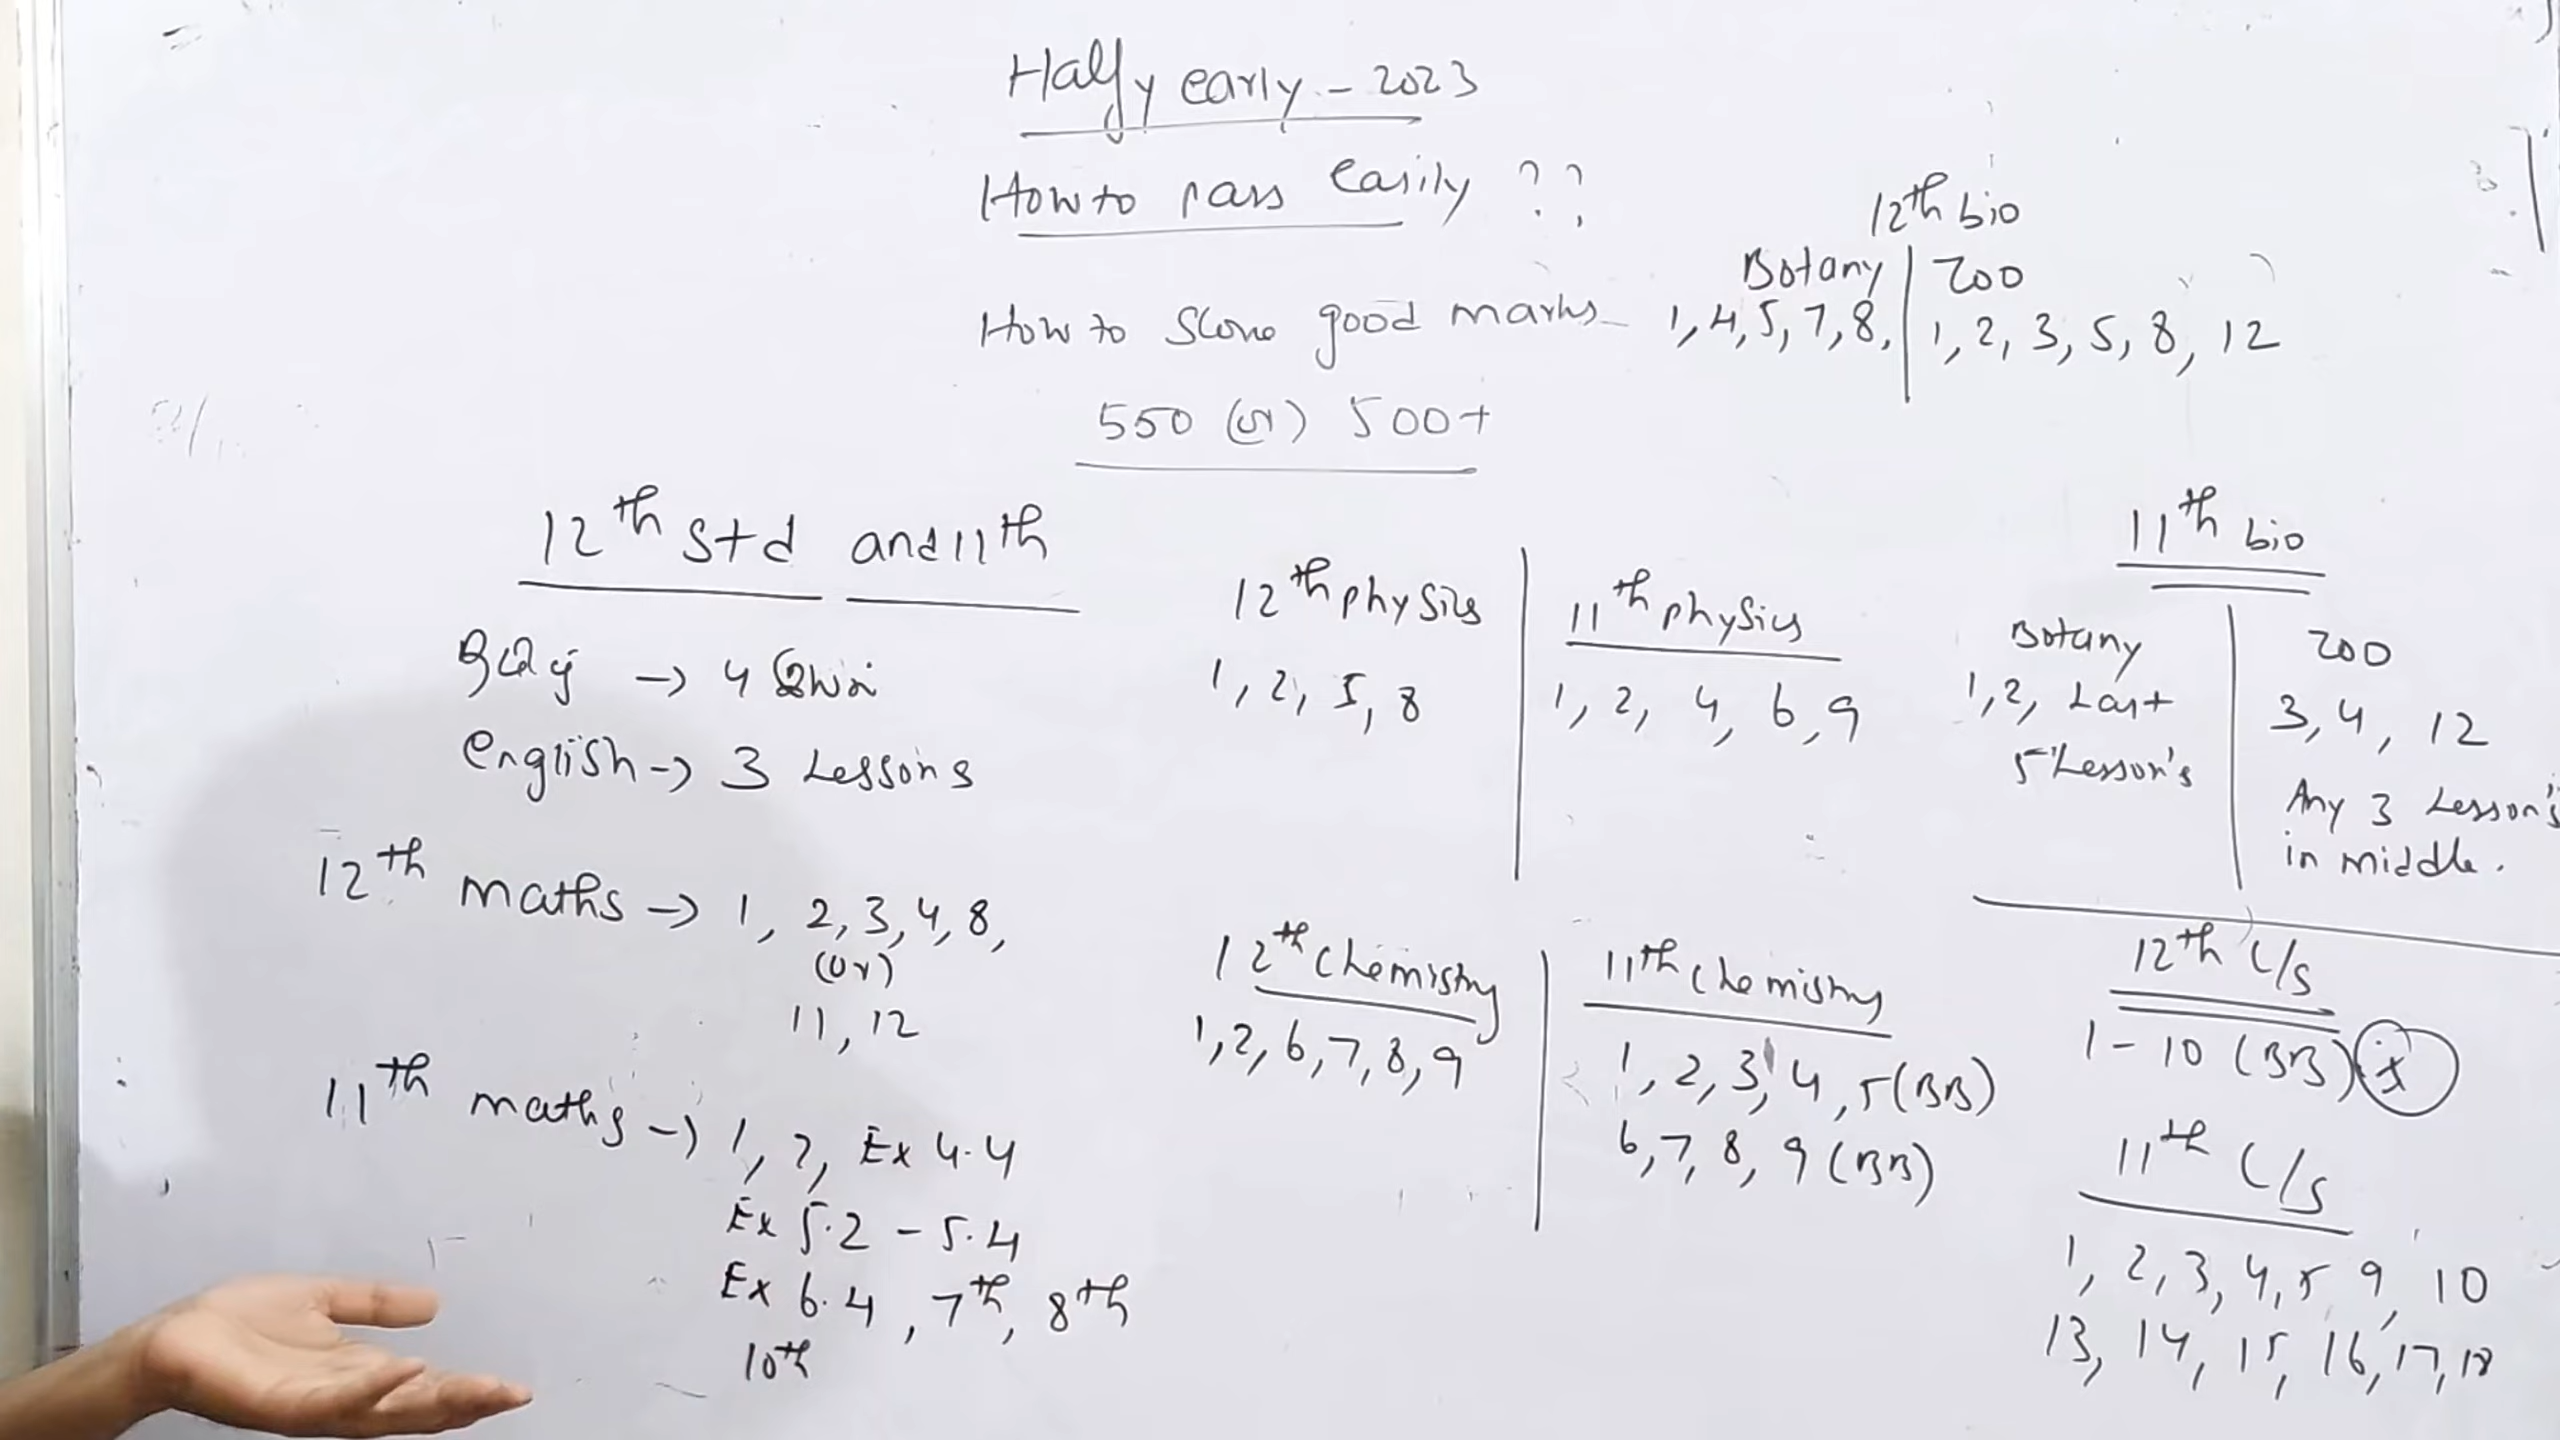 Half yearly - 2023
How to pass easily ??
How to score good marks
550 (or) 500+
12th bio
Botany | Zoo
1, 4, 5, 7, 8, | 1, 2, 3, 5, 8, 12
12th std and 11th
தமிழ் → 4 இயல்
English → 3 Lessons
12th maths → 1, 2, 3, 4, 8,
(or)
11, 12
11th maths → 1, 2, Ex 4.4
Ex 5.2 - 5.4
Ex 6.4, 7th, 8th
10th
12th physics
1, 2, 5, 8
11th physics
1, 2, 4, 6, 9
12th Chemistry
1, 2, 6, 7, 8, 9
11th Chemistry
1, 2, 3, 4, 5 (BB)
6, 7, 8, 9 (BB)
11th bio
Botany
1, 2, Last
5 Lesson's
Zoo
3, 4, 12
Any 3 Lesson's
in middle.
12th C/S
1 - 10 (BB)
11th C/S
1, 2, 3, 4, 5 9, 10
13, 14, 15, 16, 17, 18